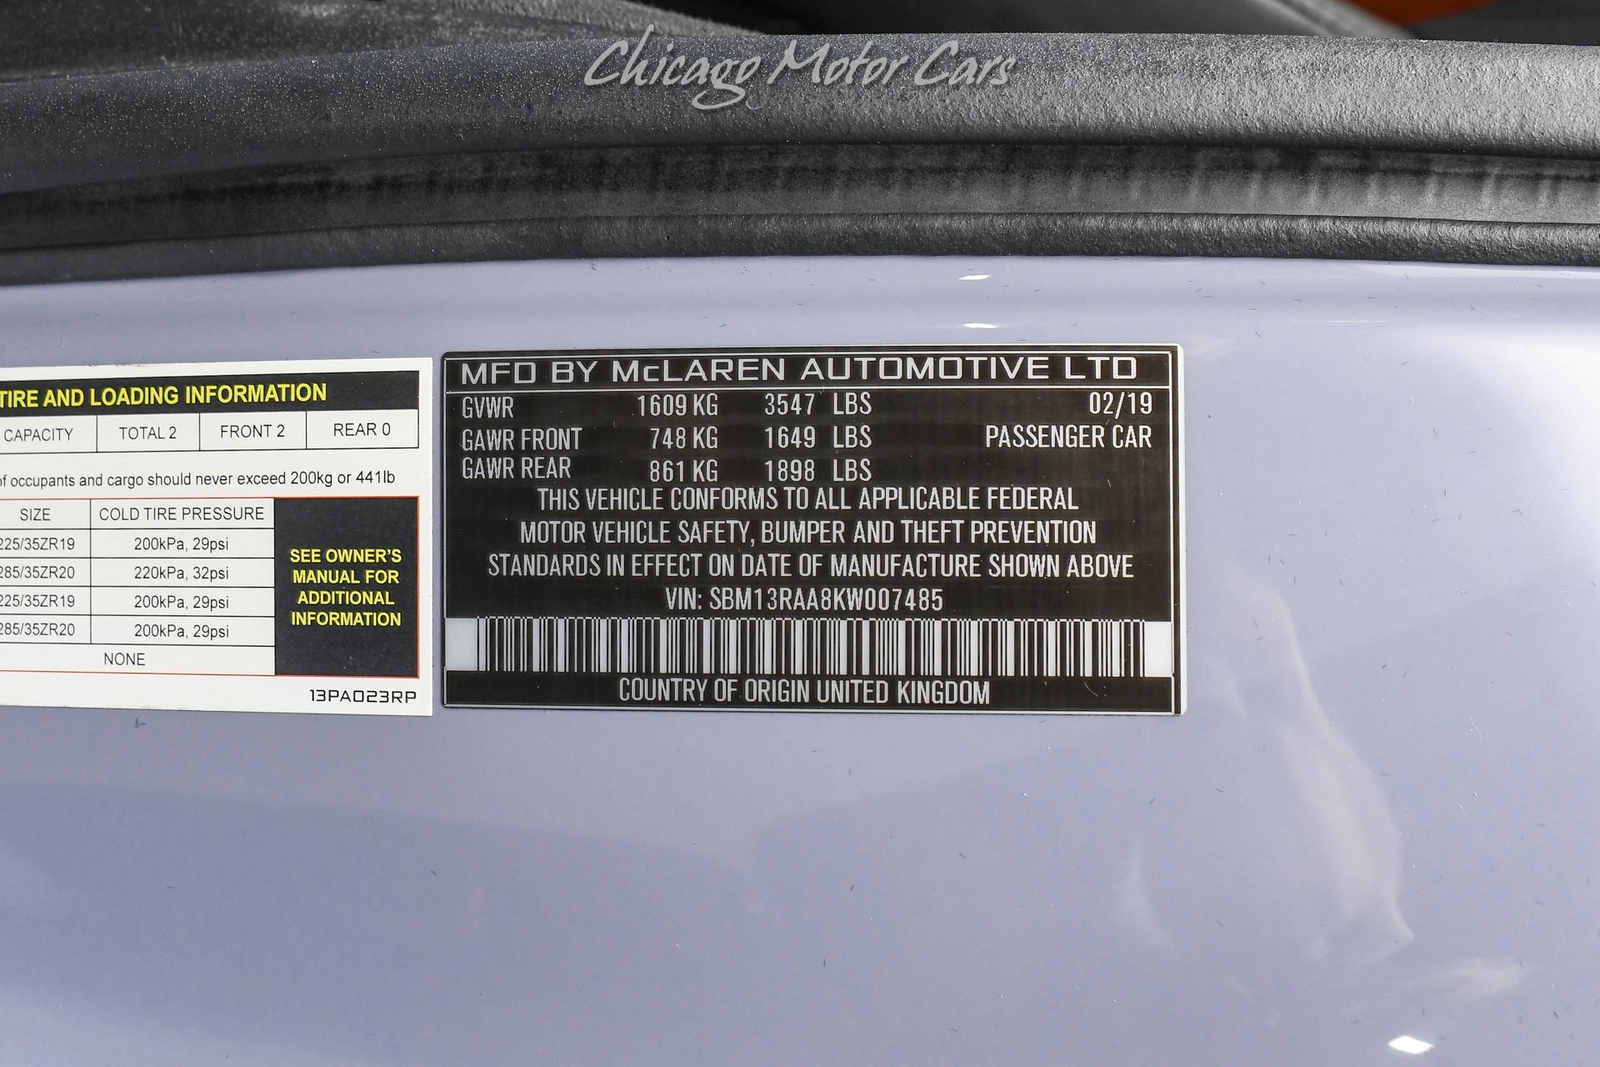 Chicago Motor Cars
TIRE AND LOADING INFORMATION
CAPACITY TOTAL 2 FRONT 2 REAR 0
of occupants and cargo should never exceed 200kg or 441lb
SIZE COLD TIRE PRESSURE
225/35ZR19 200kPa, 29psi
285/35ZR20 220kPa, 32psi
225/35ZR19 200kPa, 29psi
285/35ZR20 200kPa, 29psi
NONE
SEE OWNER'S
MANUAL FOR
ADDITIONAL
INFORMATION
13PA023RP
MFD BY McLAREN AUTOMOTIVE LTD
GVWR 1609 KG 3547 LBS 02/19
GAWR FRONT 748 KG 1649 LBS PASSENGER CAR
GAWR REAR 861 KG 1898 LBS
THIS VEHICLE CONFORMS TO ALL APPLICABLE FEDERAL
MOTOR VEHICLE SAFETY, BUMPER AND THEFT PREVENTION
STANDARDS IN EFFECT ON DATE OF MANUFACTURE SHOWN ABOVE
VIN: SBM13RAA8KW007485
COUNTRY OF ORIGIN UNITED KINGDOM